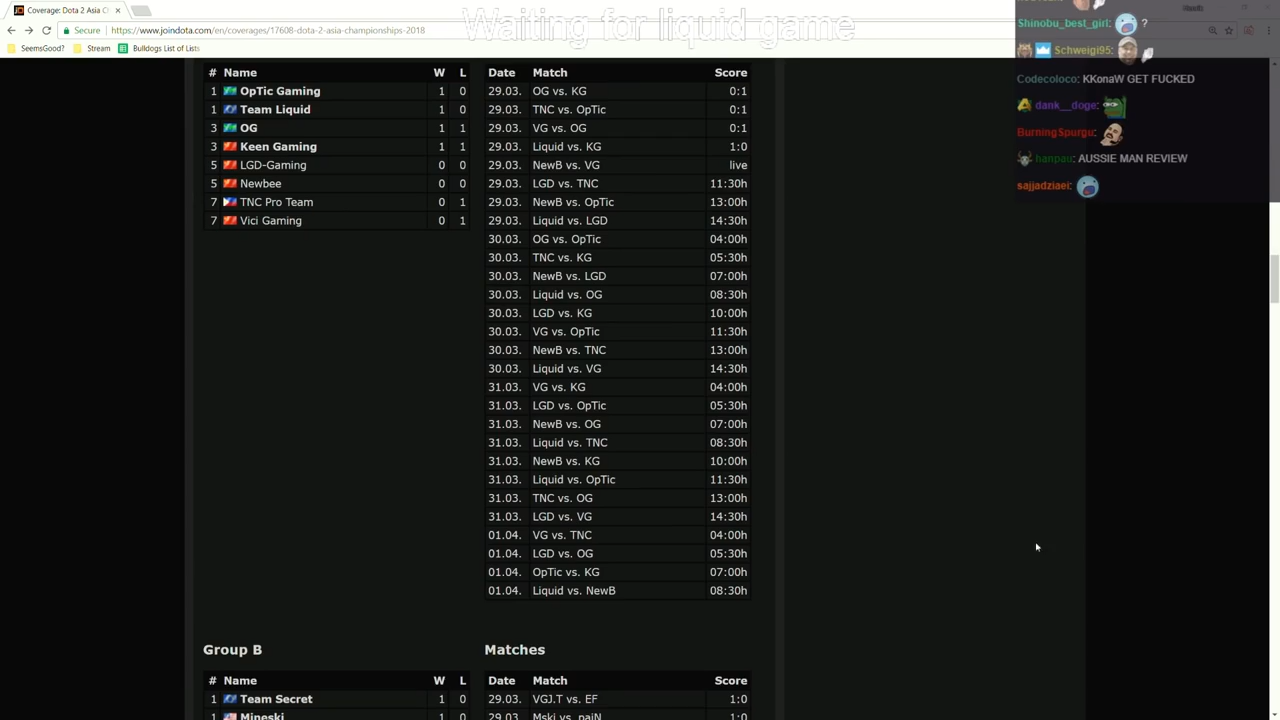 Coverage: Dota 2 Asia Ch
Waiting for liquid game
Secure
https://www.joindota.com/en/coverages/17608-dota-2-asia-championships-2018
SeemsGood?
Stream
Bulldogs List of Lists
Shinobu_best_girl: ?
Schweigi95:
Codecoloco: KKonaW GET FUCKED
dank__doge:
BurningSpurgu:
hanpau: AUSSIE MAN REVIEW
sajjadziaei:
# Name W L
1 OpTic Gaming 1 0
1 Team Liquid 1 0
3 OG 1 1
3 Keen Gaming 1 1
5 LGD-Gaming 0 0
5 Newbee 0 0
7 TNC Pro Team 0 1
7 Vici Gaming 0 1
Date Match Score
29.03. OG vs. KG 0:1
29.03. TNC vs. OpTic 0:1
29.03. VG vs. OG 0:1
29.03. Liquid vs. KG 1:0
29.03. NewB vs. VG live
29.03. LGD vs. TNC 11:30h
29.03. NewB vs. OpTic 13:00h
29.03. Liquid vs. LGD 14:30h
30.03. OG vs. OpTic 04:00h
30.03. TNC vs. KG 05:30h
30.03. NewB vs. LGD 07:00h
30.03. Liquid vs. OG 08:30h
30.03. LGD vs. KG 10:00h
30.03. VG vs. OpTic 11:30h
30.03. NewB vs. TNC 13:00h
30.03. Liquid vs. VG 14:30h
31.03. VG vs. KG 04:00h
31.03. LGD vs. OpTic 05:30h
31.03. NewB vs. OG 07:00h
31.03. Liquid vs. TNC 08:30h
31.03. NewB vs. KG 10:00h
31.03. Liquid vs. OpTic 11:30h
31.03. TNC vs. OG 13:00h
31.03. LGD vs. VG 14:30h
01.04. VG vs. TNC 04:00h
01.04. LGD vs. OG 05:30h
01.04. OpTic vs. KG 07:00h
01.04. Liquid vs. NewB 08:30h
Group B
# Name W L
1 Team Secret 1 0
1 Mineski 1 0
Matches
Date Match Score
29.03. VGJ.T vs. EF 1:0
29.03. Mski vs. paiN 1:0